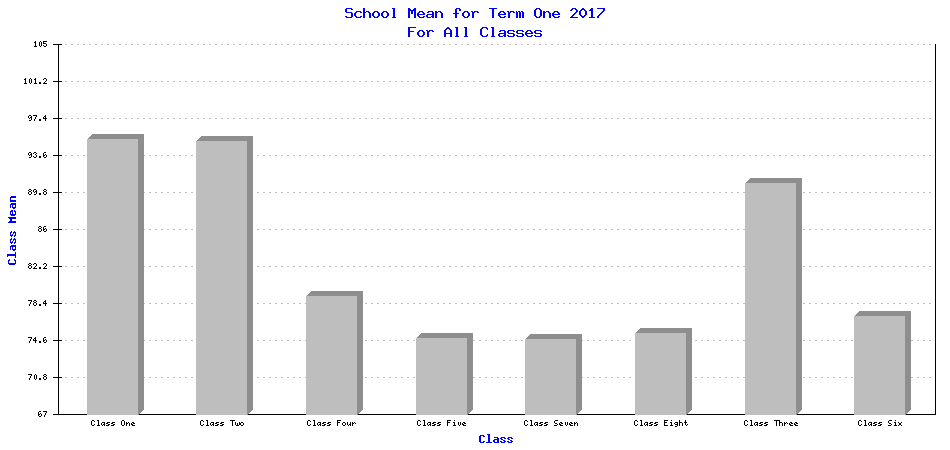 School Mean for Term One 2017
For All Classes
105
101.2
97.4
93.6
89.8
86
82.2
78.4
74.6
70.8
67
Class Mean
Class One Class Two Class Four Class Five Class Seven Class Eight Class Three Class Six
Class